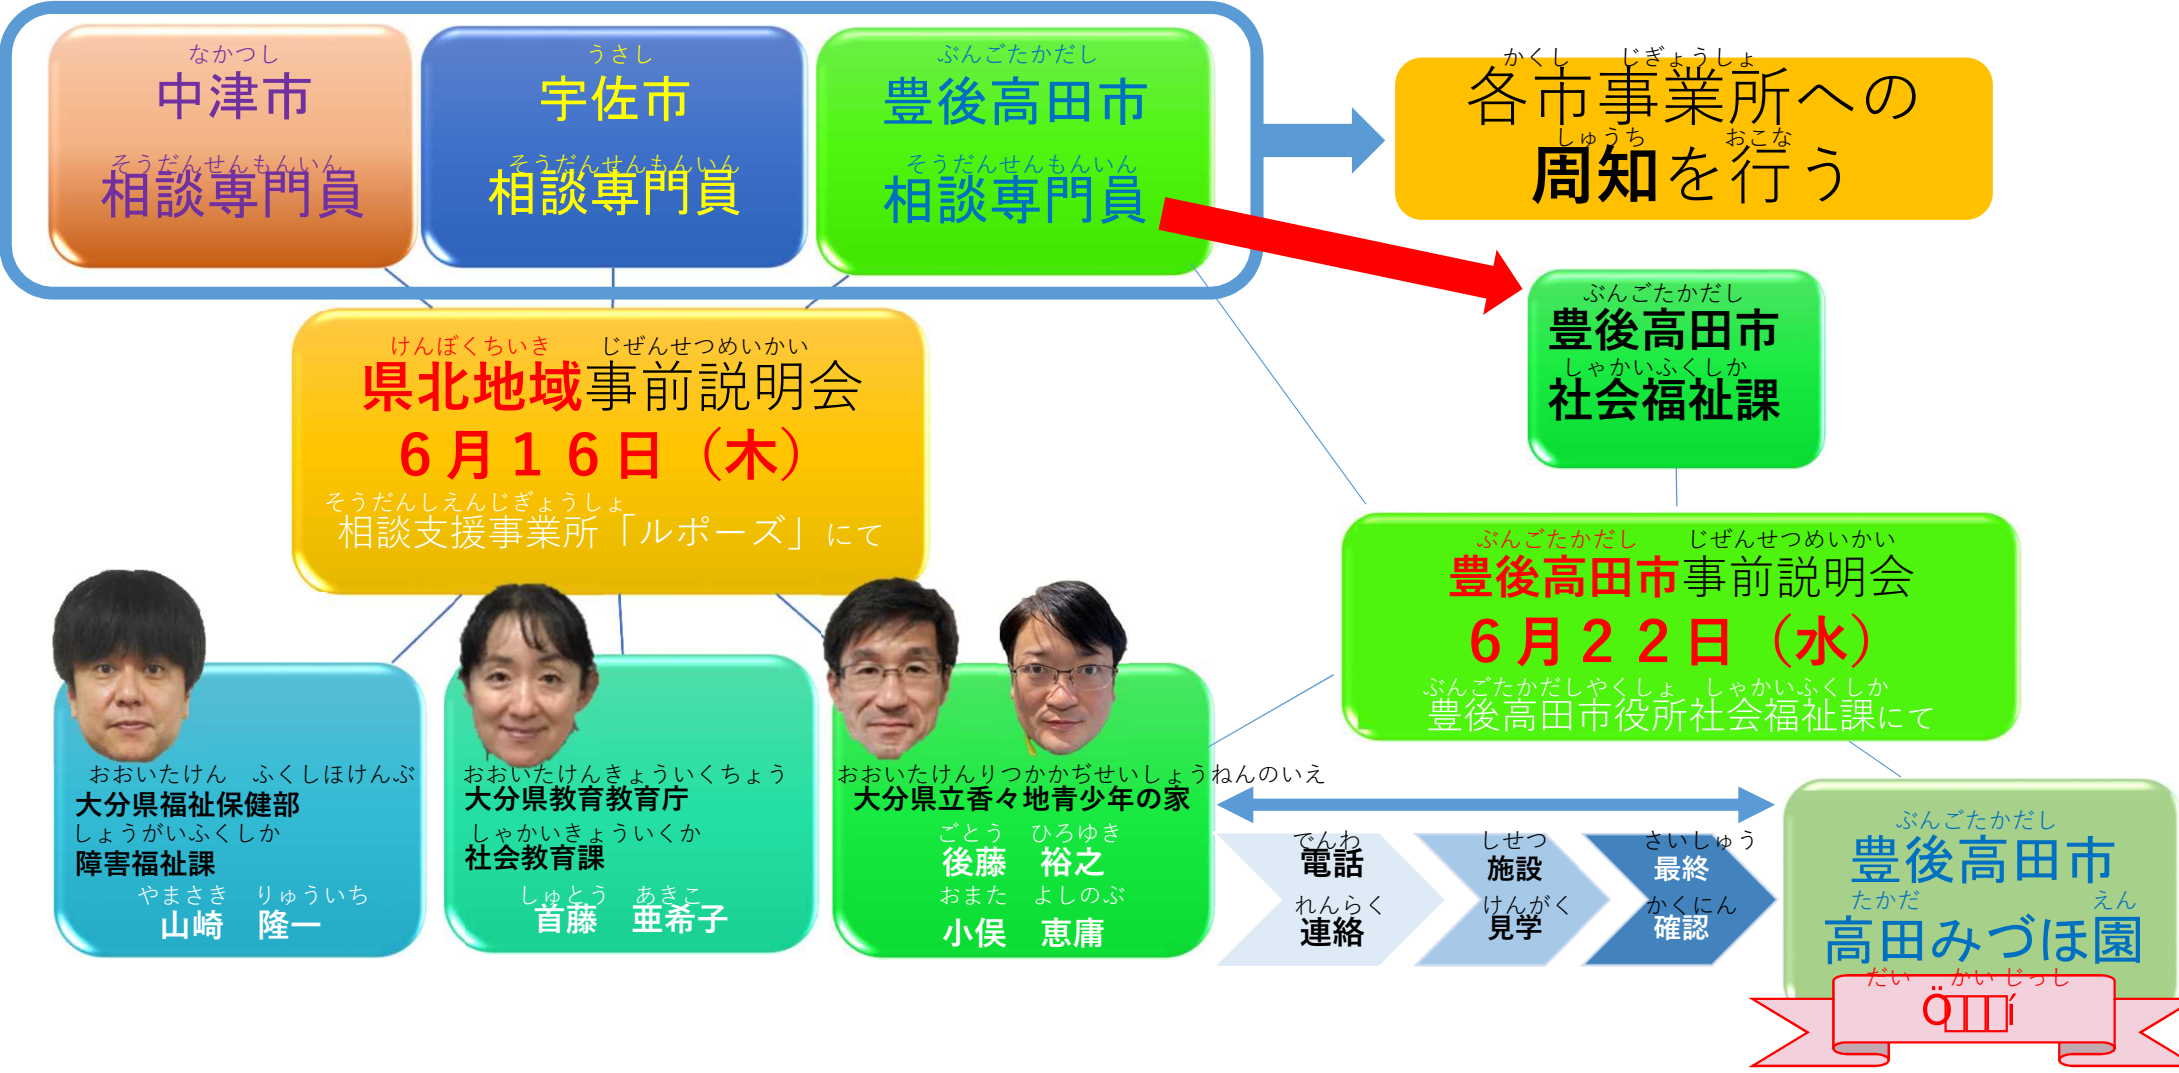 なかつし
中津市
そうだんせんもんいん
相談専門員
うさし
宇佐市
そうだんせんもんいん
相談専門員
ぶんごたかだし
豊後高田市
そうだんせんもんいん
相談専門員
かくし　じぎょうしょ
各市事業所への
しゅうち　おこな
周知を行う
ぶんごたかだし
豊後高田市
しゃかいふくしか
社会福祉課
けんぼくちいき　じぜんせつめいかい
県北地域事前説明会
６月１６日（木）
そうだんしえんじぎょうしょ
相談支援事業所「ルポーズ」にて
ぶんごたかだし　じぜんせつめいかい
豊後高田市事前説明会
６月２２日（水）
ぶんごたかだしやくしょ　しゃかいふくしか
豊後高田市役所社会福祉課にて
おおいたけん　ふくしほけんぶ
大分県福祉保健部
しょうがいふくしか
障害福祉課
やまさき　りゅういち
山崎　隆一
おおいたけんきょういくちょう
大分県教育教育庁
しゃかいきょういくか
社会教育課
しゅとう　あきこ
首藤　亜希子
おおいたけんりつかかぢせいしょうねんのいえ
大分県立香々地青少年の家
ごとう　ひろゆき
後藤　裕之
おまた　よしのぶ
小俣　恵庸
でんわ
電話
れんらく
連絡
しせつ
施設
けんがく
見学
さいしゅう
最終
かくにん
確認
ぶんごたかだし
豊後高田市
たかだ　えん
高田みづほ園
だい　かいじっし